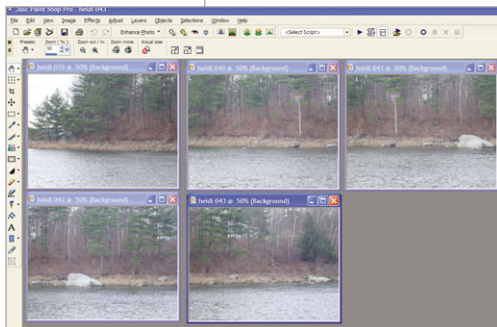 Jasc Paint Shop Pro - heidi 043
File Edit View Image Effects Adjust Layers Objects Selections Window Help
Enhance Photo <Select Script>
Presets: Zoom (%): Zoom out / in: Zoom more: Actual size:
50
heidi 039 @ 50% (Background)
heidi 040 @ 50% (Background)
heidi 041 @ 50% (Background)
heidi 042 @ 50% (Background)
heidi 043 @ 50% (Background)